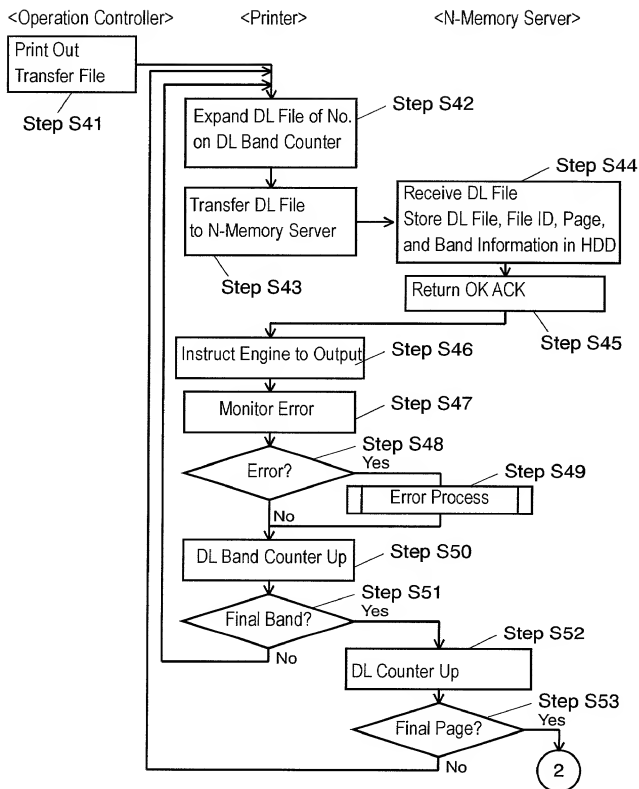 <Operation Controller> <Printer> <N-Memory Server>
Print Out
Transfer File
Step S41
Expand DL File of No.
on DL Band Counter
Step S42
Transfer DL File
to N-Memory Server
Step S43
Step S44
Receive DL File
Store DL File, File ID, Page,
and Band Information in HDD
Return OK ACK
Step S45
Instruct Engine to Output
Step S46
Monitor Error
Step S47
Step S48
Error?
Yes
No
Step S49
Error Process
DL Band Counter Up
Step S50
Step S51
Final Band?
Yes
No
Step S52
DL Counter Up
Step S53
Final Page?
Yes
No
2